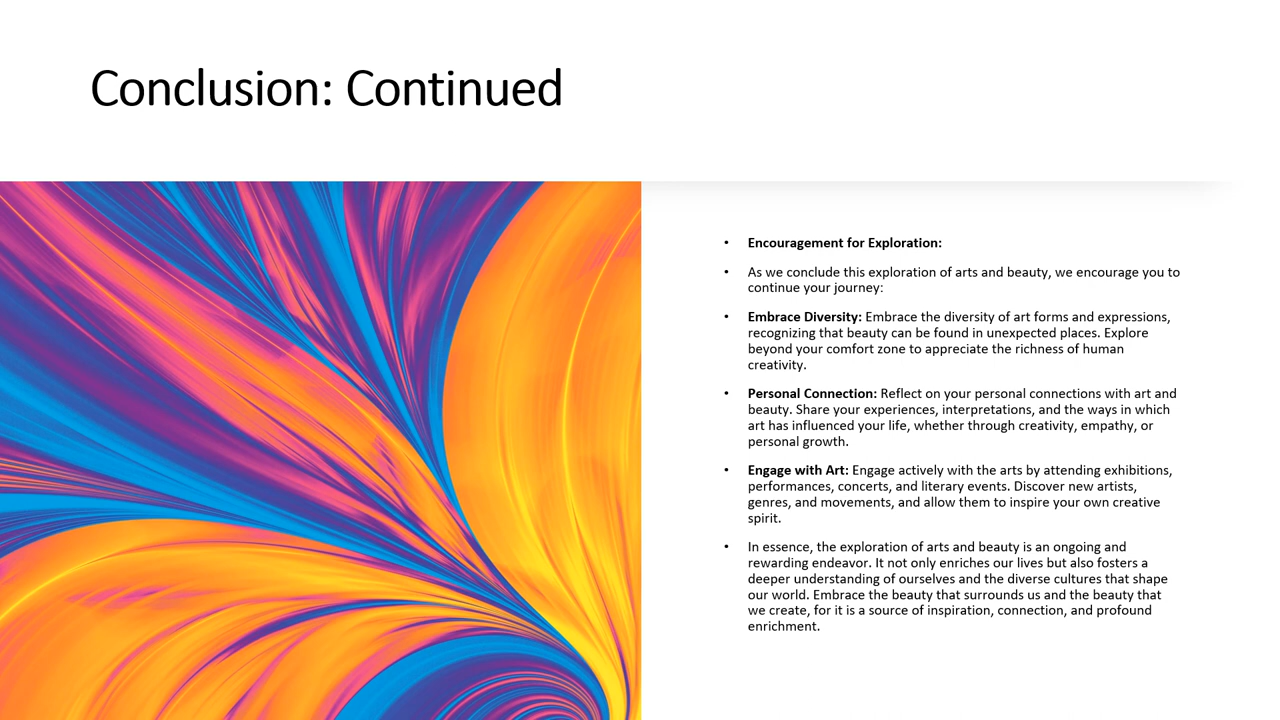 Conclusion: Continued
• Encouragement for Exploration:
• As we conclude this exploration of arts and beauty, we encourage you to
continue your journey:
• Embrace Diversity: Embrace the diversity of art forms and expressions,
recognizing that beauty can be found in unexpected places. Explore
beyond your comfort zone to appreciate the richness of human
creativity.
• Personal Connection: Reflect on your personal connections with art and
beauty. Share your experiences, interpretations, and the ways in which
art has influenced your life, whether through creativity, empathy, or
personal growth.
• Engage with Art: Engage actively with the arts by attending exhibitions,
performances, concerts, and literary events. Discover new artists,
genres, and movements, and allow them to inspire your own creative
spirit.
• In essence, the exploration of arts and beauty is an ongoing and
rewarding endeavor. It not only enriches our lives but also fosters a
deeper understanding of ourselves and the diverse cultures that shape
our world. Embrace the beauty that surrounds us and the beauty that
we create, for it is a source of inspiration, connection, and profound
enrichment.